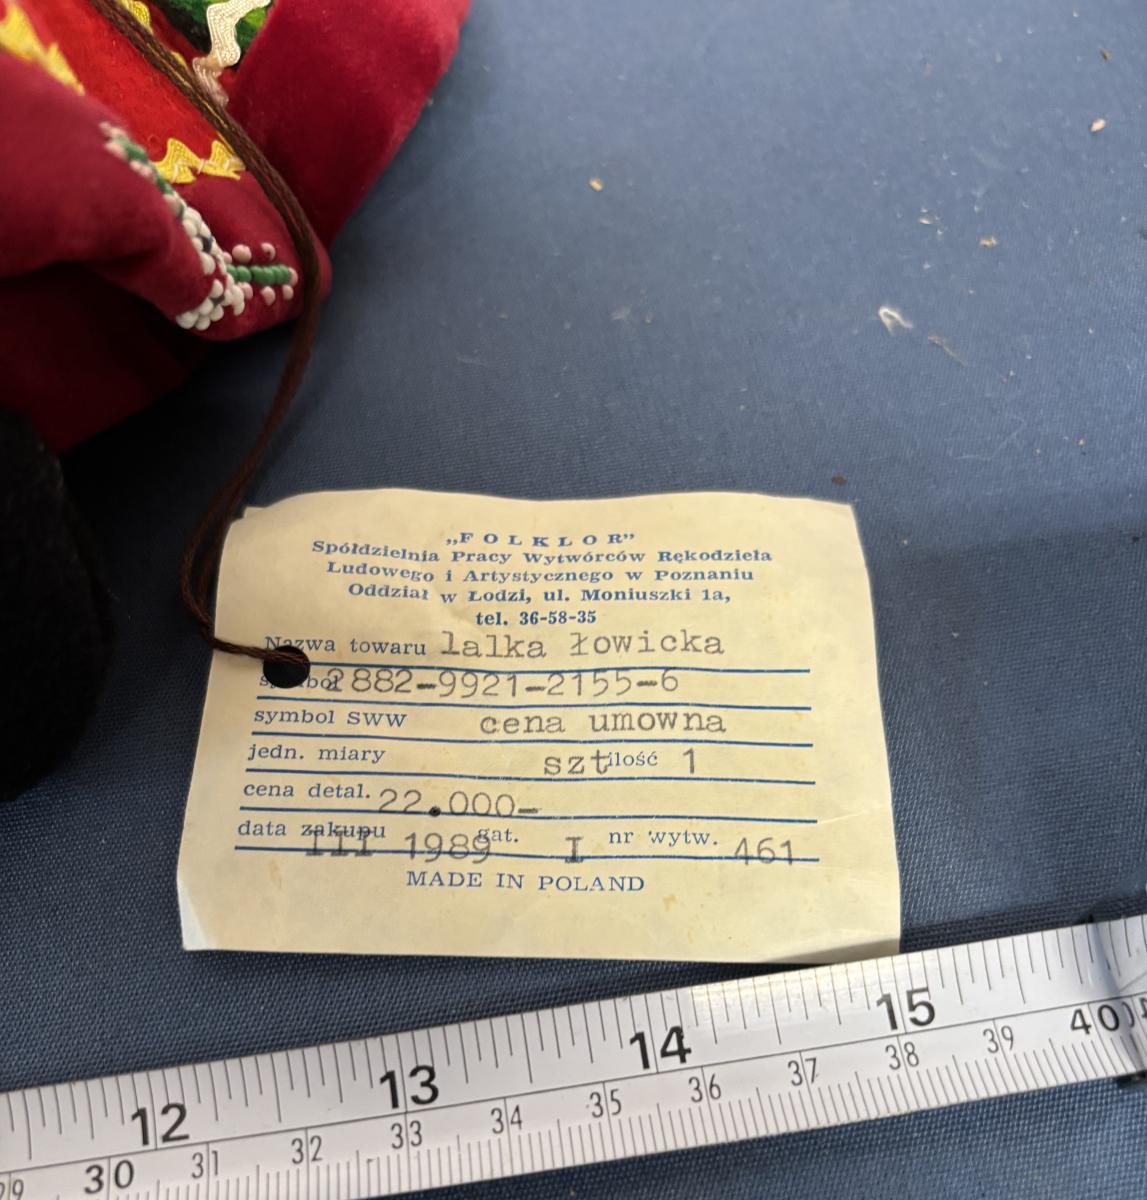 „FOLKLOR”
Spółdzielnia Pracy Wytwórców Rękodzieła
Ludowego i Artystycznego w Poznaniu
Oddział w Łodzi, ul. Moniuszki 1a,
tel. 36-58-35
Nazwa towaru lalka łowicka
symbol 2882-9921-2155-6
symbol SWW cena umowna
jedn. miary szt ilość 1
cena detal. 22.000-
data zakupu III 1989 gat. I nr wytw. 461
MADE IN POLAND
12 13 14 15
29 30 31 32 33 34 35 36 37 38 39 40